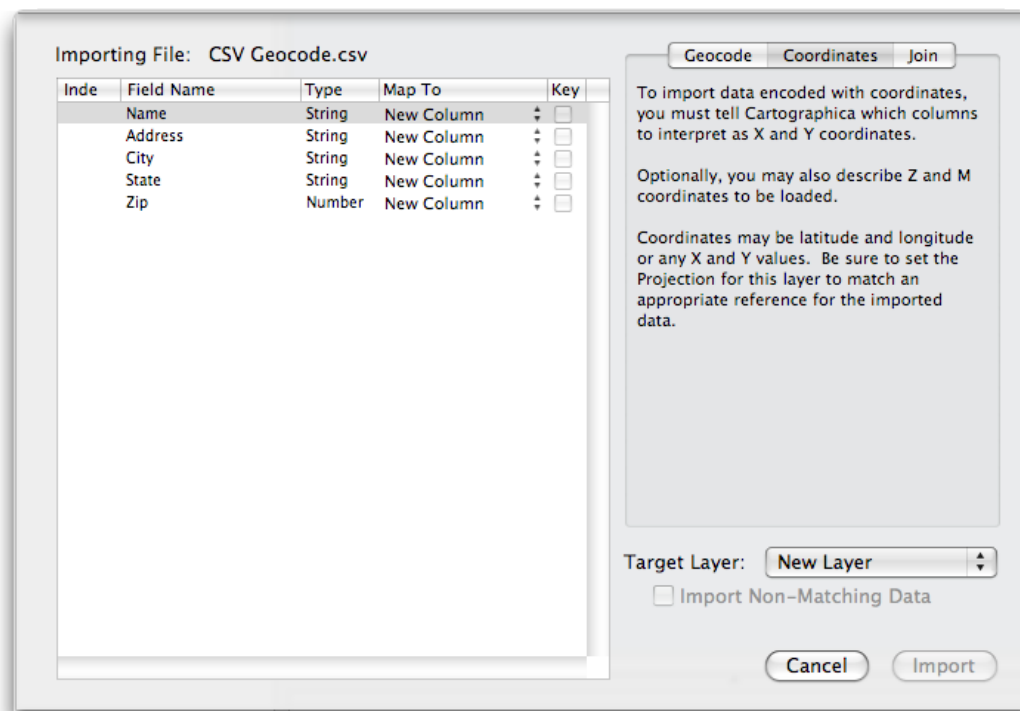 Importing File: CSV Geocode.csv
Inde Field Name Type Map To Key
Name String New Column
Address String New Column
City String New Column
State String New Column
Zip Number New Column
Geocode Coordinates Join
To import data encoded with coordinates,
you must tell Cartographica which columns
to interpret as X and Y coordinates.
Optionally, you may also describe Z and M
coordinates to be loaded.
Coordinates may be latitude and longitude
or any X and Y values. Be sure to set the
Projection for this layer to match an
appropriate reference for the imported
data.
Target Layer: New Layer
Import Non-Matching Data
Cancel Import